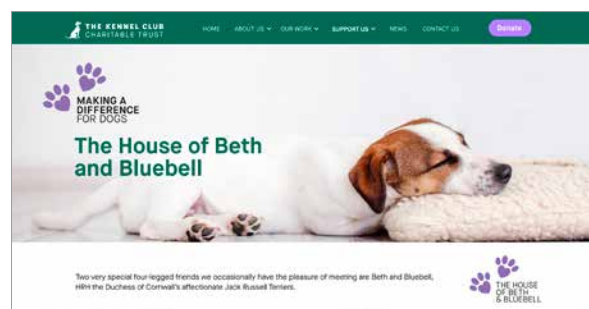 THE KENNEL CLUB
CHARITABLE TRUST
HOME ABOUT US OUR WORK SUPPORT US NEWS CONTACT US Donate
MAKING A
DIFFERENCE
FOR DOGS
The House of Beth
and Bluebell
Two very special four-legged friends we occasionally have the pleasure of meeting are Beth and Bluebell,
HRH the Duchess of Cornwall's affectionate Jack Russell Terriers.
THE HOUSE
OF BETH
& BLUEBELL